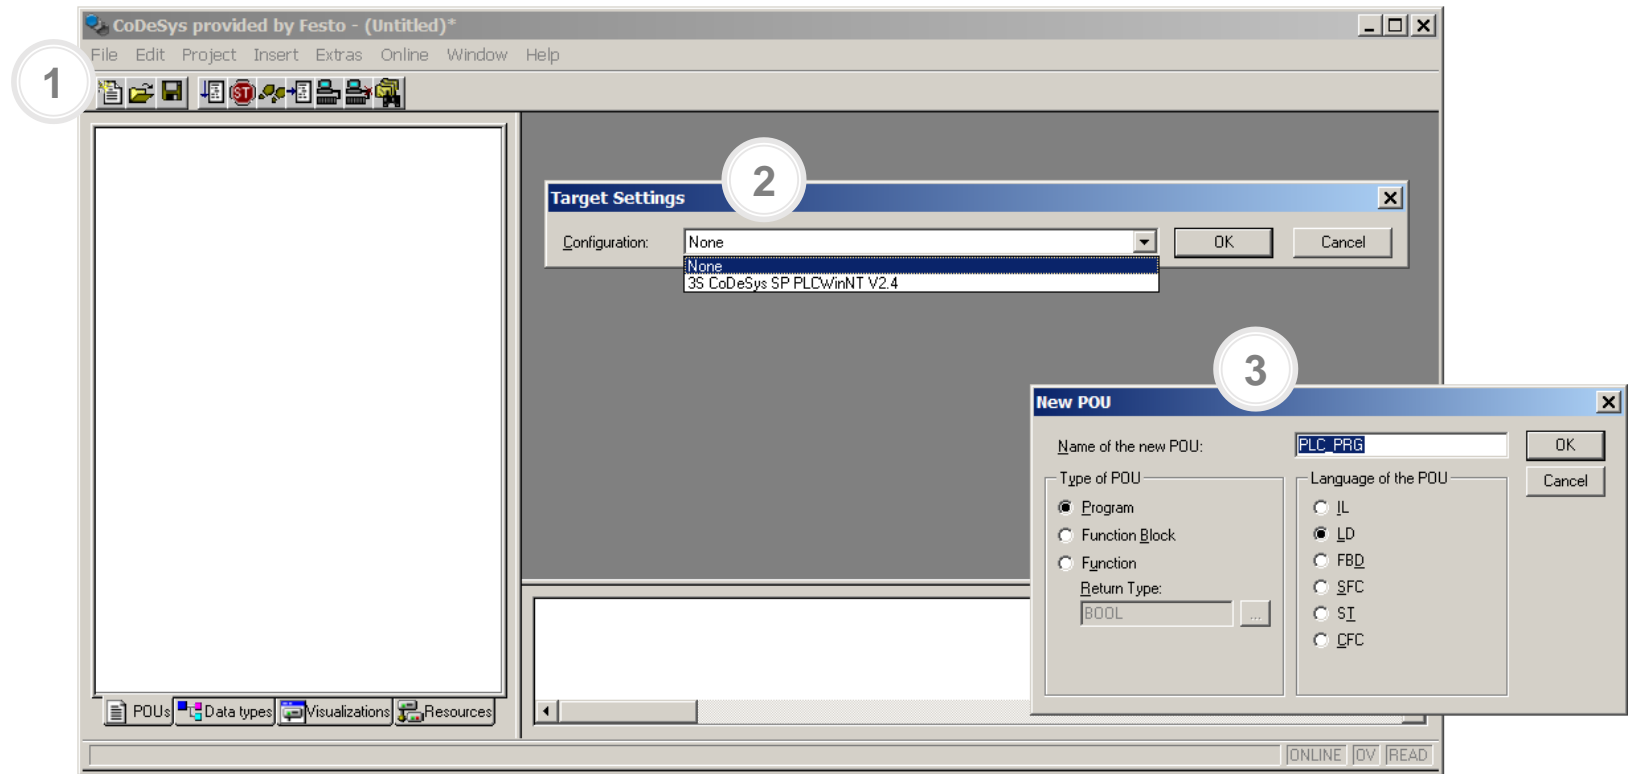 CoDeSys provided by Festo - (Untitled)*
File Edit Project Insert Extras Online Window Help
1
ST
2
Target Settings
Configuration: None OK Cancel
None
3S CoDeSys SP PLCWinNT V2.4
3
New POU
Name of the new POU: PLC_PRG OK
Type of POU Language of the POU Cancel
Program IL
Function Block LD
Function FBD
Return Type: SFC
BOOL ... ST
CFC
POUs Data types Visualizations Resources
ONLINE OV READ